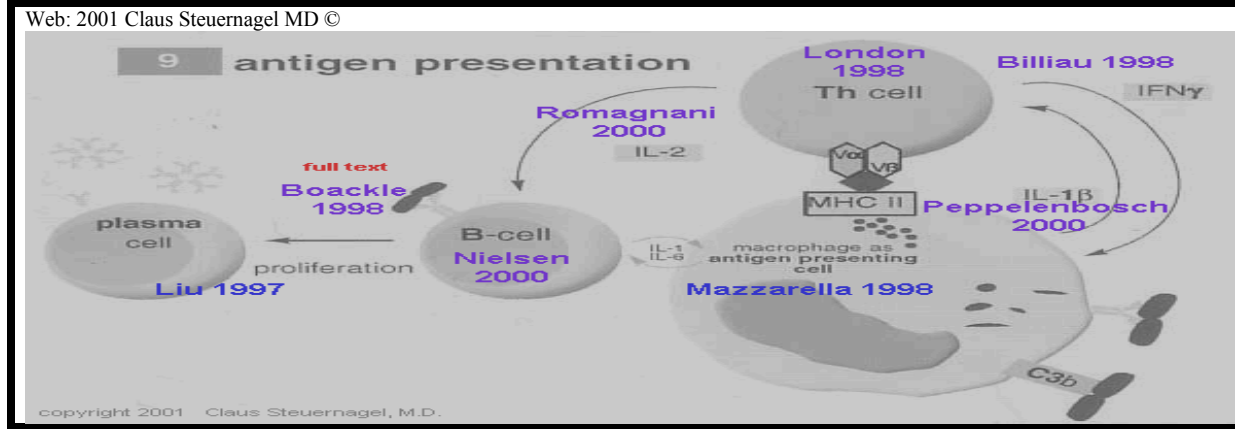 Web: 2001 Claus Steuernagel MD ©
9 antigen presentation
London
1998
Th cell
Billiau 1998
IFNγ
Romagnani
2000
IL-2
Vα Vβ
MHC II
IL-1β
Peppelenbosch
2000
full text
Boackle
1998
plasma
cell
proliferation
Liu 1997
B-cell
Nielsen
2000
IL-1
IL-6
macrophage as
antigen presenting
cell
Mazzarella 1998
C3b
copyright 2001 Claus Steuernagel, M.D.